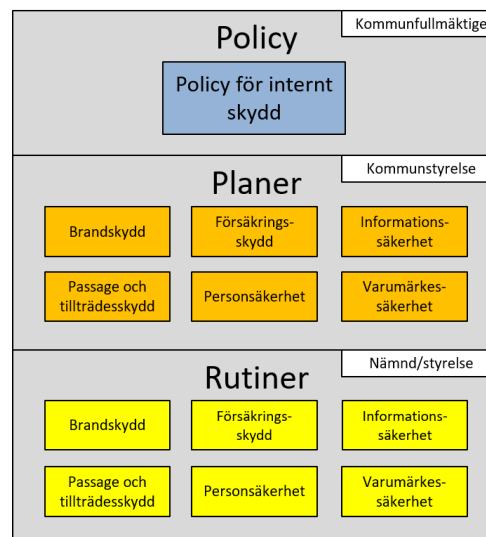 Kommunfullmäktige
Policy
Policy för internt
skydd
Kommunstyrelse
Planer
Brandskydd
Försäkrings-
skydd
Informations-
säkerhet
Passage och
tillträdesskydd
Personsäkerhet
Varumärkes-
säkerhet
Nämnd/styrelse
Rutiner
Brandskydd
Försäkrings-
skydd
Informations-
säkerhet
Passage och
tillträdesskydd
Personsäkerhet
Varumärkes-
säkerhet